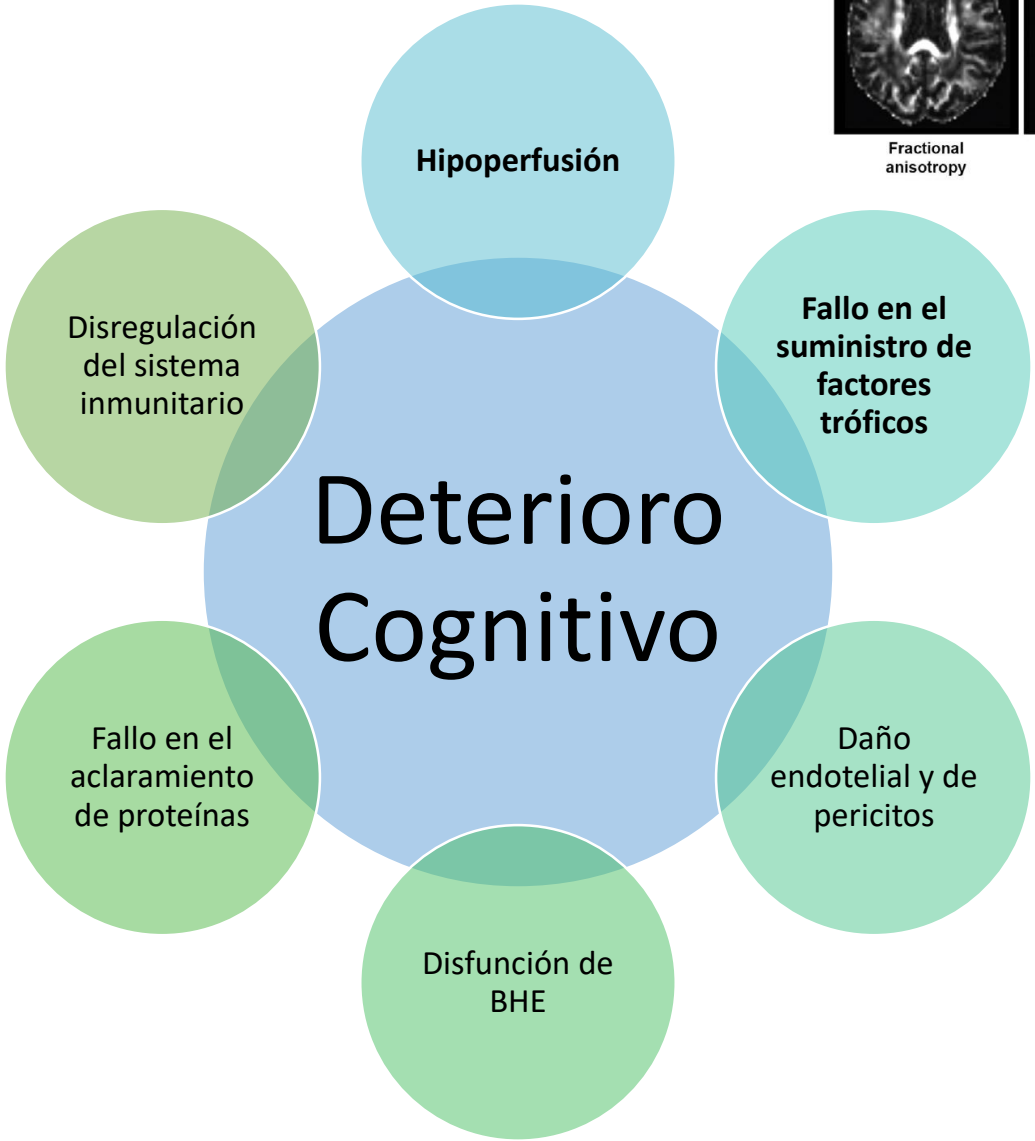 Fractional
anisotropy
Hipoperfusión
Fallo en el
suministro de
factores
tróficos
Daño
endotelial y de
pericitos
Disfunción de
BHE
Fallo en el
aclaramiento
de proteínas
Disregulación
del sistema
inmunitario
Deterioro
Cognitivo